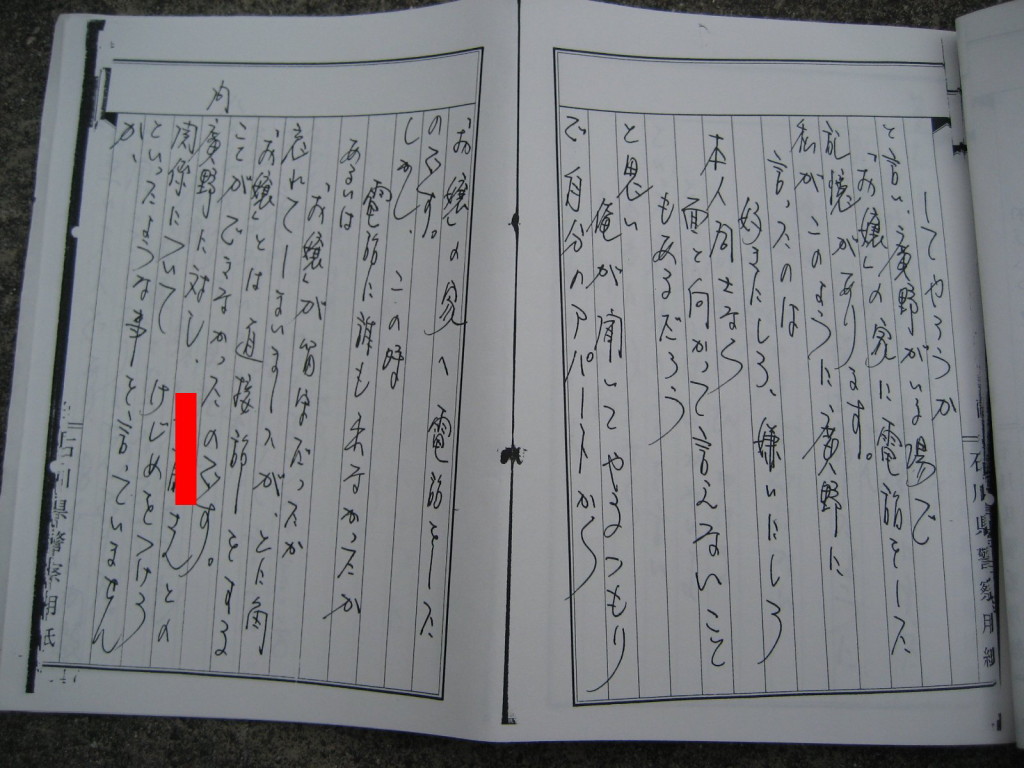 してやろうか
と言い、廣野がいる場で
「お嬢」の家に電話をした
記憶があります。
私がこのように、廣野に
言ったのは
好きにしろ、嫌いにしろ
本人同士なら
面と向かって言えないこと
もあるだろう
と思い
俺が聞いてやるつもり
で自分のアパートから
石川県警察用紙
「お嬢の家へ電話をした
のです。
しかし、この時
電話に誰も出なかったか
あるいは
「お嬢」が留守だったか
忘れてしまいましたが、とに角
「お嬢」とは直接話しをする
ことができなかったのです。
廣野に対し、さんとの
関係について けじめをつけろ
といったような事を言っていません
か、
石川県警察用紙